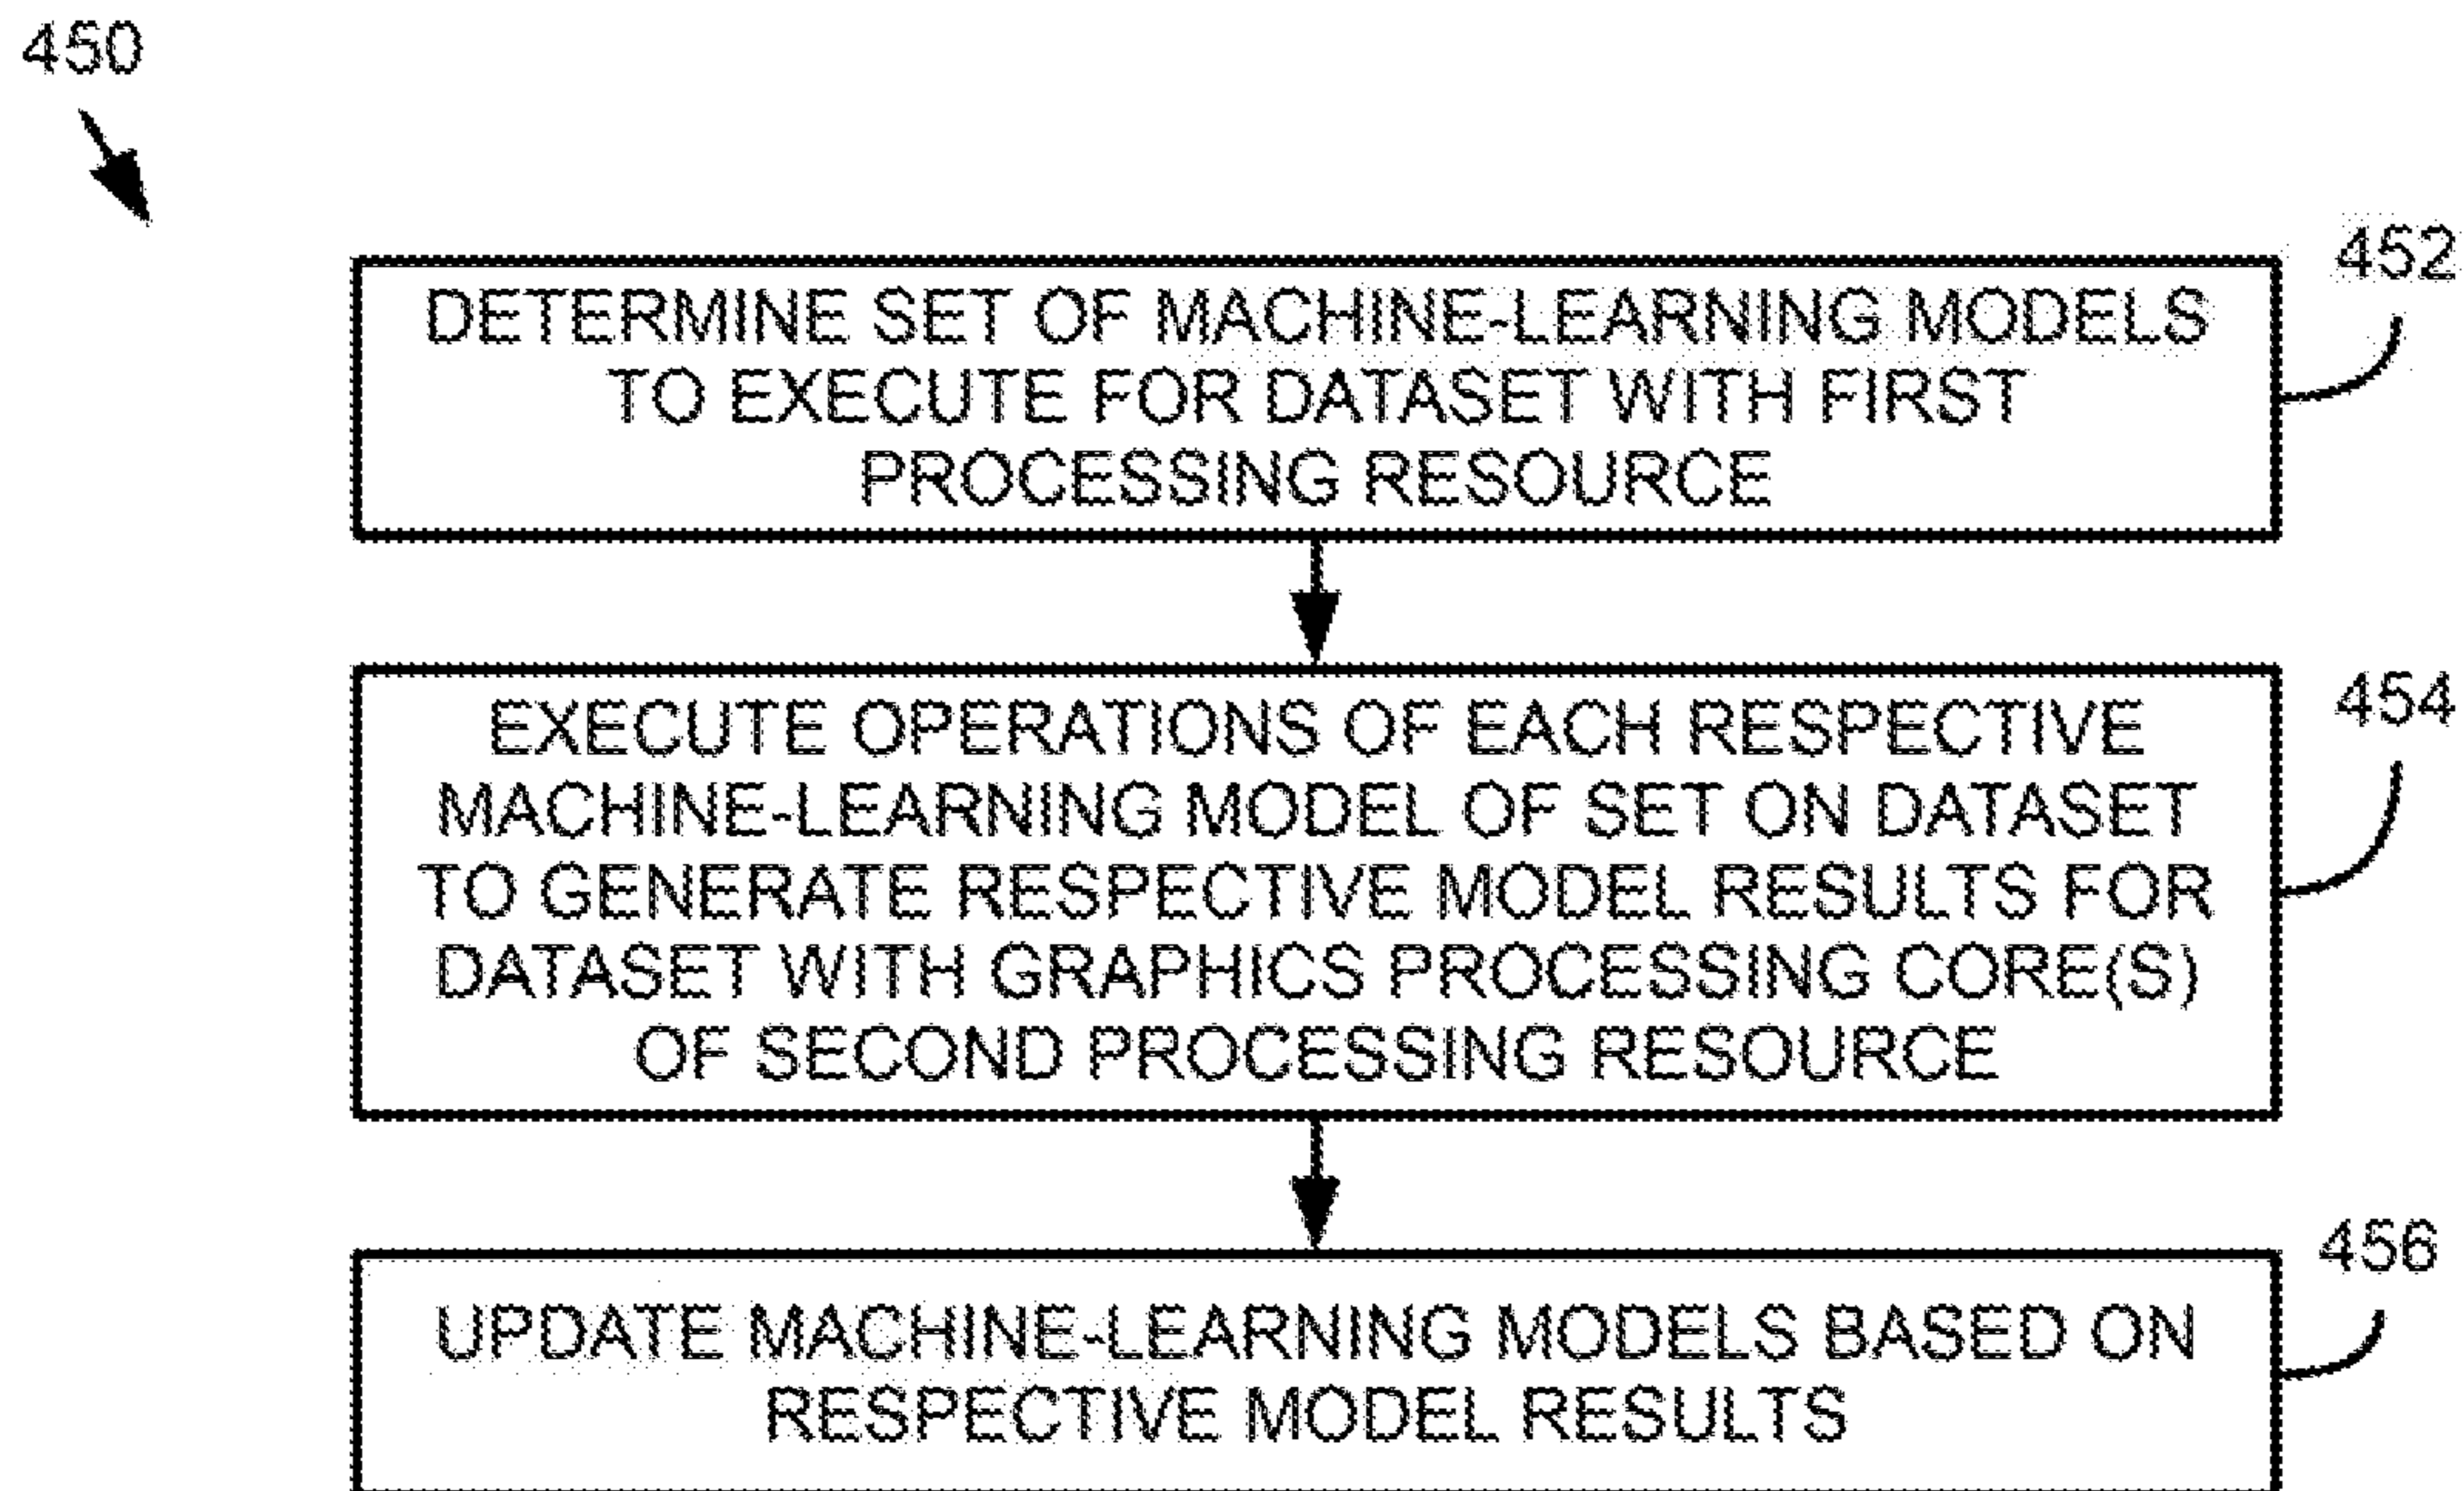 450
452
DETERMINE SET OF MACHINE-LEARNING MODELS
TO EXECUTE FOR DATASET WITH FIRST
PROCESSING RESOURCE
454
EXECUTE OPERATIONS OF EACH RESPECTIVE
MACHINE-LEARNING MODEL OF SET ON DATASET
TO GENERATE RESPECTIVE MODEL RESULTS FOR
DATASET WITH GRAPHICS PROCESSING CORE(S)
OF SECOND PROCESSING RESOURCE
456
UPDATE MACHINE-LEARNING MODELS BASED ON
RESPECTIVE MODEL RESULTS